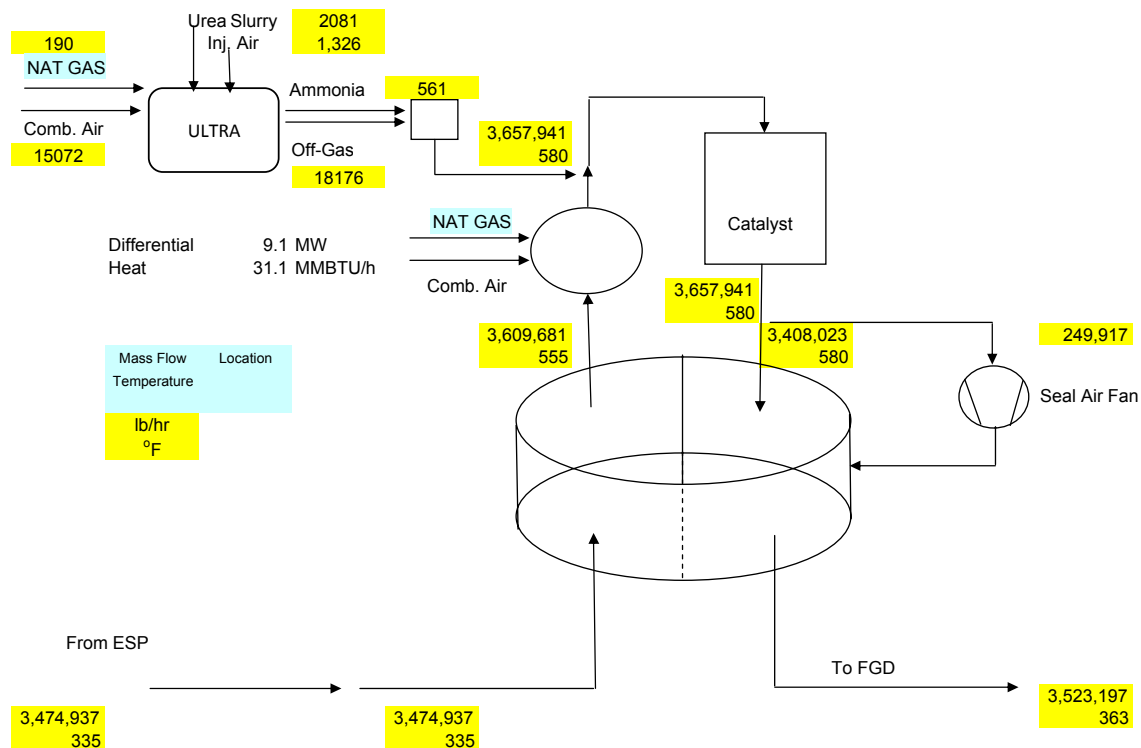 Urea Slurry 2081
190 Inj. Air 1,326
NAT GAS
Ammonia 561
Comb. Air ULTRA
15072 Off-Gas
18176
3,657,941
580
NAT GAS
Catalyst
Differential 9.1 MW
Heat 31.1 MMBTU/h
Comb. Air
3,657,941
580
3,609,681
555
3,408,023
580
249,917
Mass Flow Location
Temperature
lb/hr
°F
Seal Air Fan
From ESP
To FGD
3,474,937
335
3,474,937
335
3,523,197
363